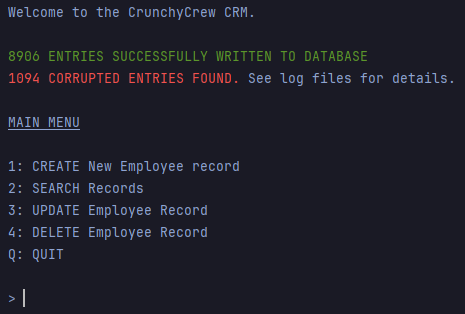 Welcome to the CrunchyCrew CRM.
8906 ENTRIES SUCCESSFULLY WRITTEN TO DATABASE
1094 CORRUPTED ENTRIES FOUND. See log files for details.
MAIN MENU
1: CREATE New Employee record
2: SEARCH Records
3: UPDATE Employee Record
4: DELETE Employee Record
Q: QUIT
>